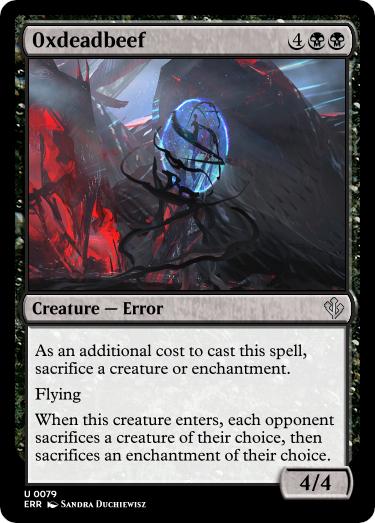 0xdeadbeef 4
Creature — Error
As an additional cost to cast this spell,
sacrifice a creature or enchantment.
Flying
When this creature enters, each opponent
sacrifices a creature of their choice, then
sacrifices an enchantment of their choice.
4/4
U 0079
ERR Sandra Duchiewisz